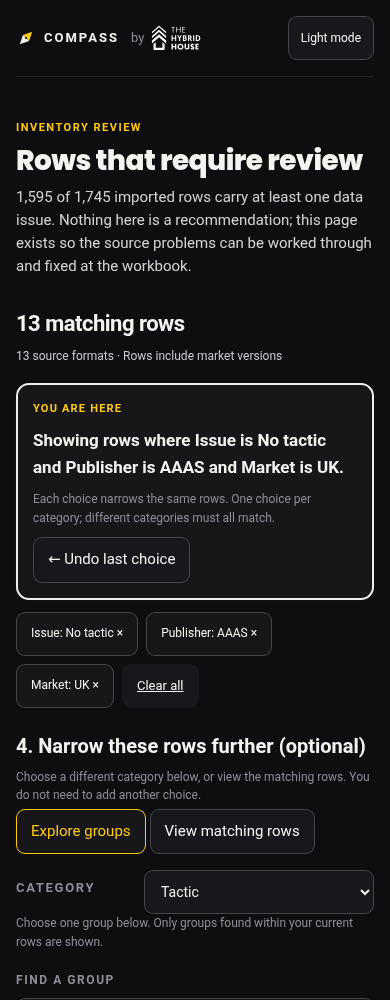 COMPASS by THE HYBRID HOUSE
Light mode
INVENTORY REVIEW
Rows that require review
1,595 of 1,745 imported rows carry at least one data
issue. Nothing here is a recommendation; this page
exists so the source problems can be worked through
and fixed at the workbook.
13 matching rows
13 source formats · Rows include market versions
YOU ARE HERE
Showing rows where Issue is No tactic
and Publisher is AAAS and Market is UK.
Each choice narrows the same rows. One choice per
category; different categories must all match.
← Undo last choice
Issue: No tactic ×
Publisher: AAAS ×
Market: UK ×
Clear all
4. Narrow these rows further (optional)
Choose a different category below, or view the matching rows. You
do not need to add another choice.
Explore groups
View matching rows
CATEGORY
Tactic
Choose one group below. Only groups found within your current
rows are shown.
FIND A GROUP